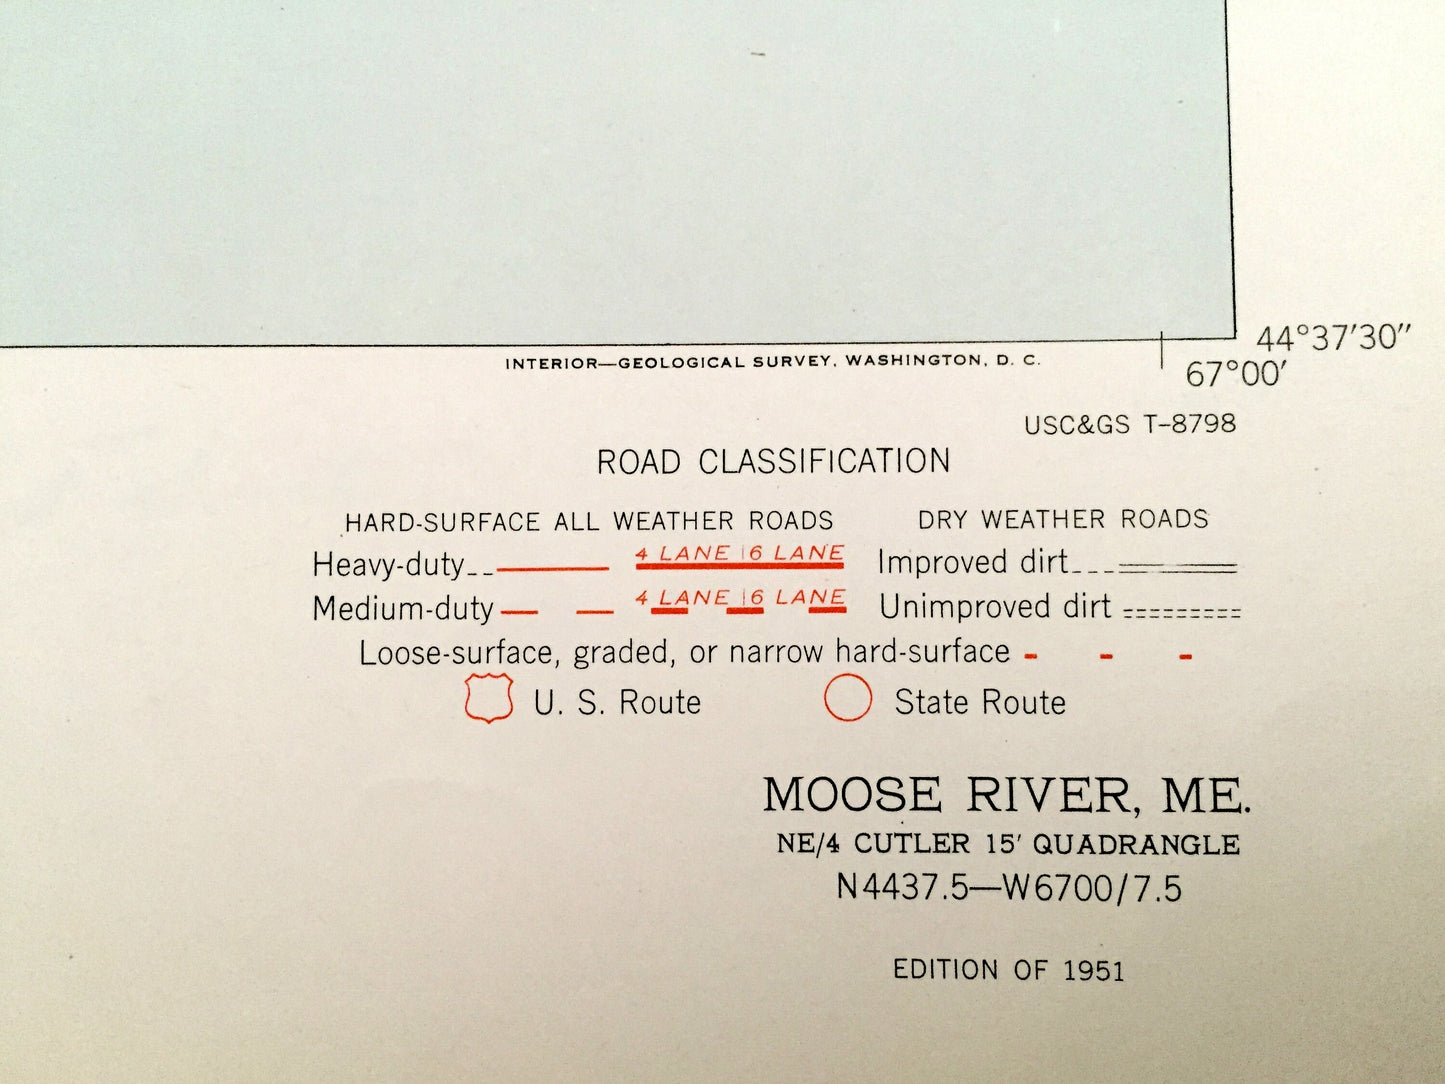 44°37'30"
INTERIOR—GEOLOGICAL SURVEY, WASHINGTON, D. C.
67°00'
USC&GS T-8798
ROAD CLASSIFICATION
HARD-SURFACE ALL WEATHER ROADS DRY WEATHER ROADS
Heavy-duty 4 LANE | 6 LANE Improved dirt
Medium-duty 4 LANE | 6 LANE Unimproved dirt
Loose-surface, graded, or narrow hard-surface
U. S. Route State Route
MOOSE RIVER, ME.
NE/4 CUTLER 15' QUADRANGLE
N4437.5—W6700/7.5
EDITION OF 1951